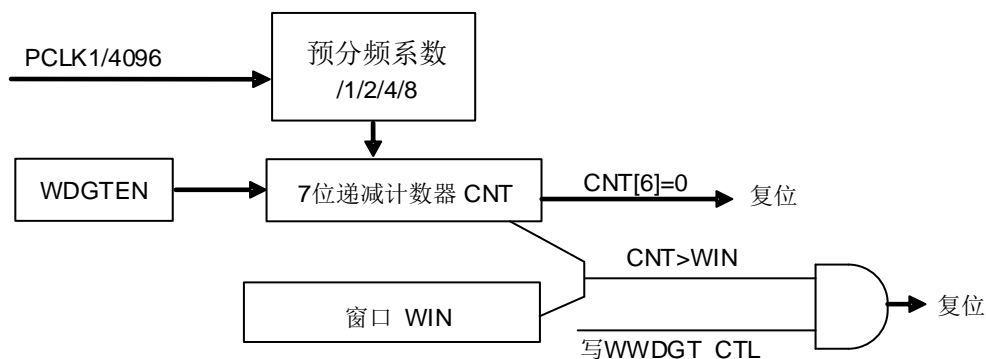 PCLK1/4096
预分频系数
/1/2/4/8
WDGTEN
7位递减计数器 CNT
CNT[6]=0
复位
CNT>WIN
窗口 WIN
复位
写WWDGT_CTL